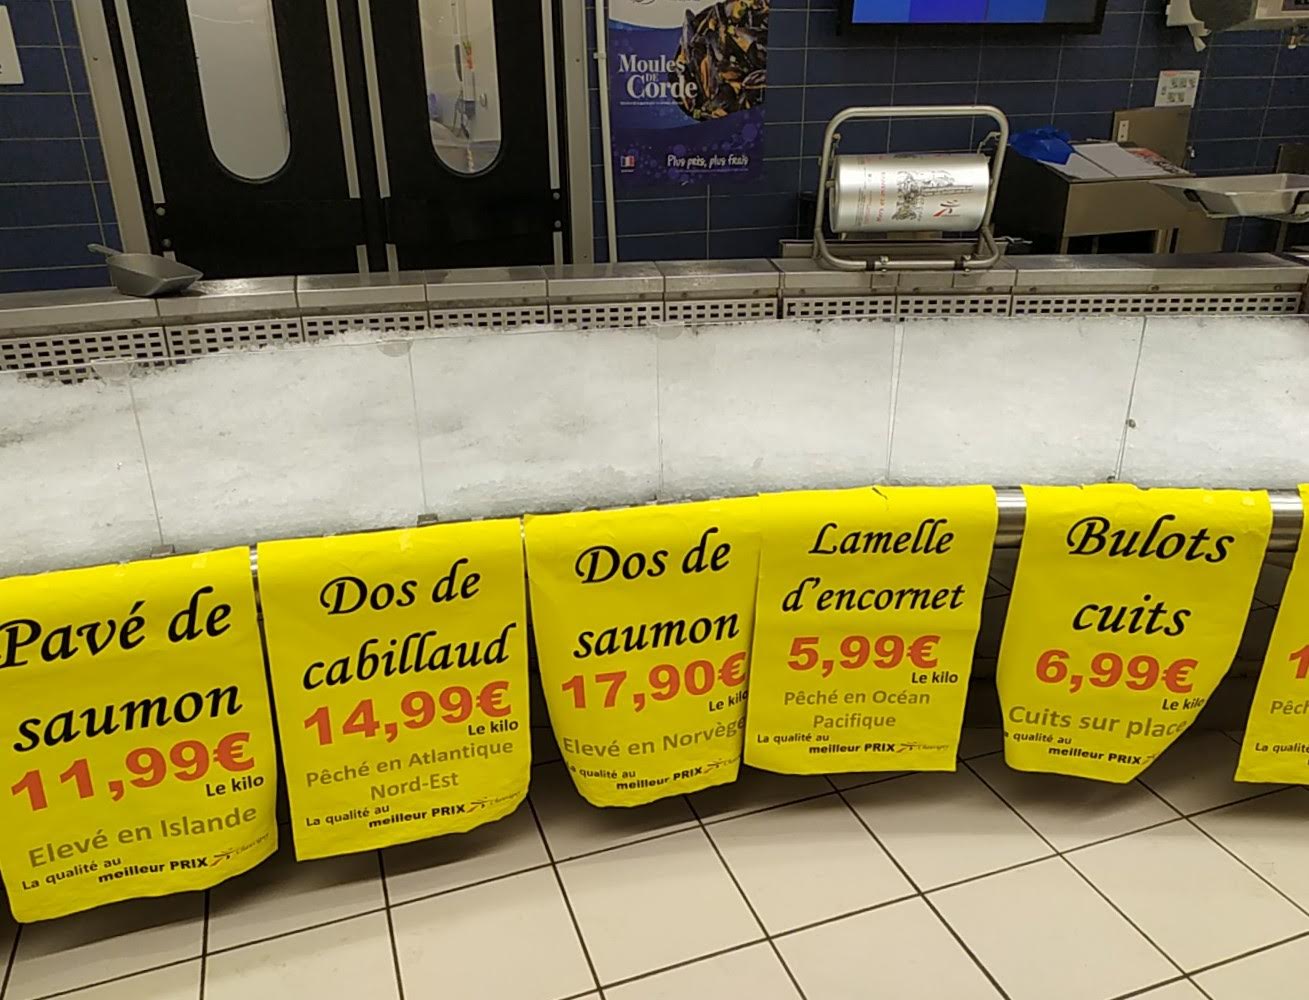 Moules
DE
Corde
Plus près, plus frais
Pavé de
saumon
11,99€
Le kilo
Elevé en Islande
La qualité au
meilleur PRIX
Dos de
cabillaud
14,99€
Le kilo
Pêché en Atlantique
Nord-Est
La qualité au
meilleur PRIX
Dos de
saumon
17,90€
Le kilo
Elevé en Norvège
La qualité au
meilleur PRIX
Lamelle
d'encornet
5,99€
Le kilo
Pêché en Océan
Pacifique
La qualité au
meilleur PRIX
Bulots
cuits
6,99€
Le kilo
Cuits sur place
qualité au
meilleur PRIX
1
Pêch
La qualit